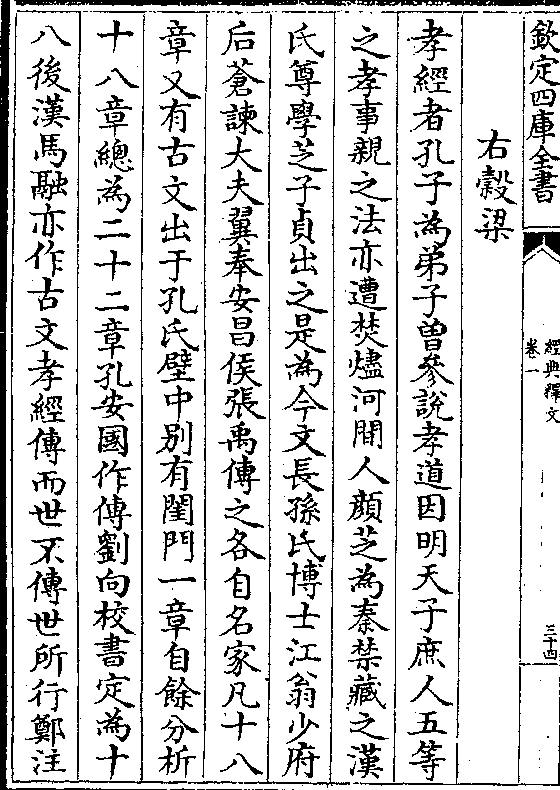 欽定四庫全書
經典釋文
卷一
三十四
右穀梁
孝經者孔子為弟子曾參說孝道因明天子庶人五等
之孝事親之法亦遭焚燼河間人顏芝為秦禁藏之漢
氏尊學芝子貞出之是為今文長孫氏博士江翁少府
后蒼諫大夫翼奉安昌侯張禹傳之各自名家凡十八
章又有古文出于孔氏壁中別有閨門一章自餘分析
十八章總為二十二章孔安國作傳劉向校書定為十
八後漢馬融亦作古文孝經傳而世不傳世所行鄭注